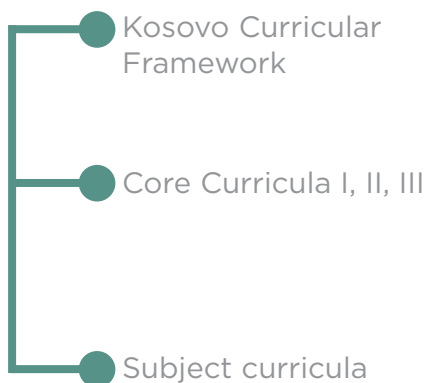 Kosovo Curricular
Framework
Core Curricula I, II, III
Subject curricula